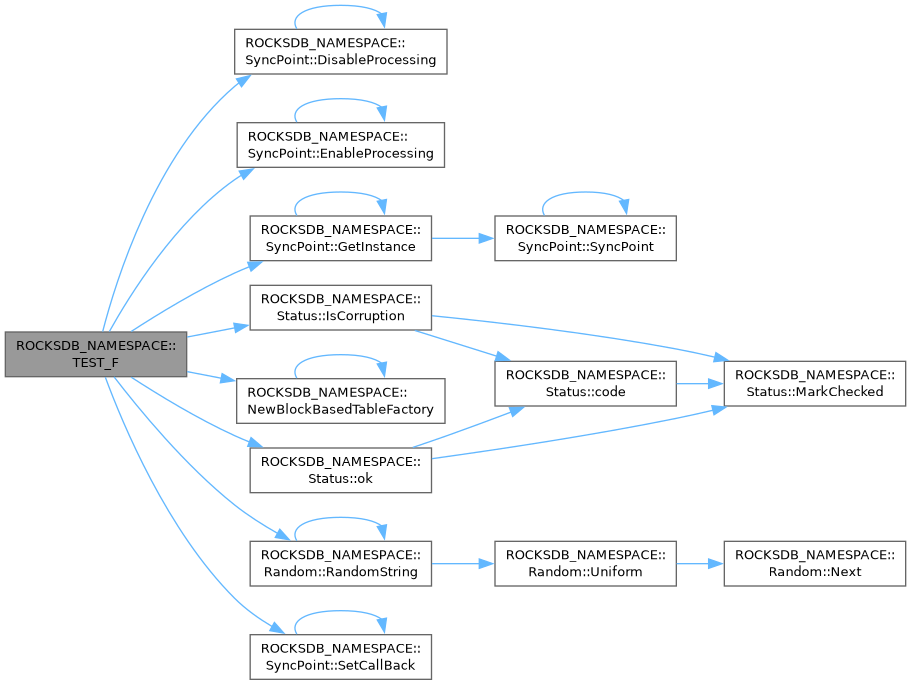 ROCKSDB_NAMESPACE::
TEST_F
ROCKSDB_NAMESPACE::
SyncPoint::DisableProcessing
ROCKSDB_NAMESPACE::
SyncPoint::EnableProcessing
ROCKSDB_NAMESPACE::
SyncPoint::GetInstance
ROCKSDB_NAMESPACE::
SyncPoint::SyncPoint
ROCKSDB_NAMESPACE::
Status::IsCorruption
ROCKSDB_NAMESPACE::
Status::code
ROCKSDB_NAMESPACE::
Status::MarkChecked
ROCKSDB_NAMESPACE::
NewBlockBasedTableFactory
ROCKSDB_NAMESPACE::
Status::ok
ROCKSDB_NAMESPACE::
Random::RandomString
ROCKSDB_NAMESPACE::
Random::Uniform
ROCKSDB_NAMESPACE::
Random::Next
ROCKSDB_NAMESPACE::
SyncPoint::SetCallBack